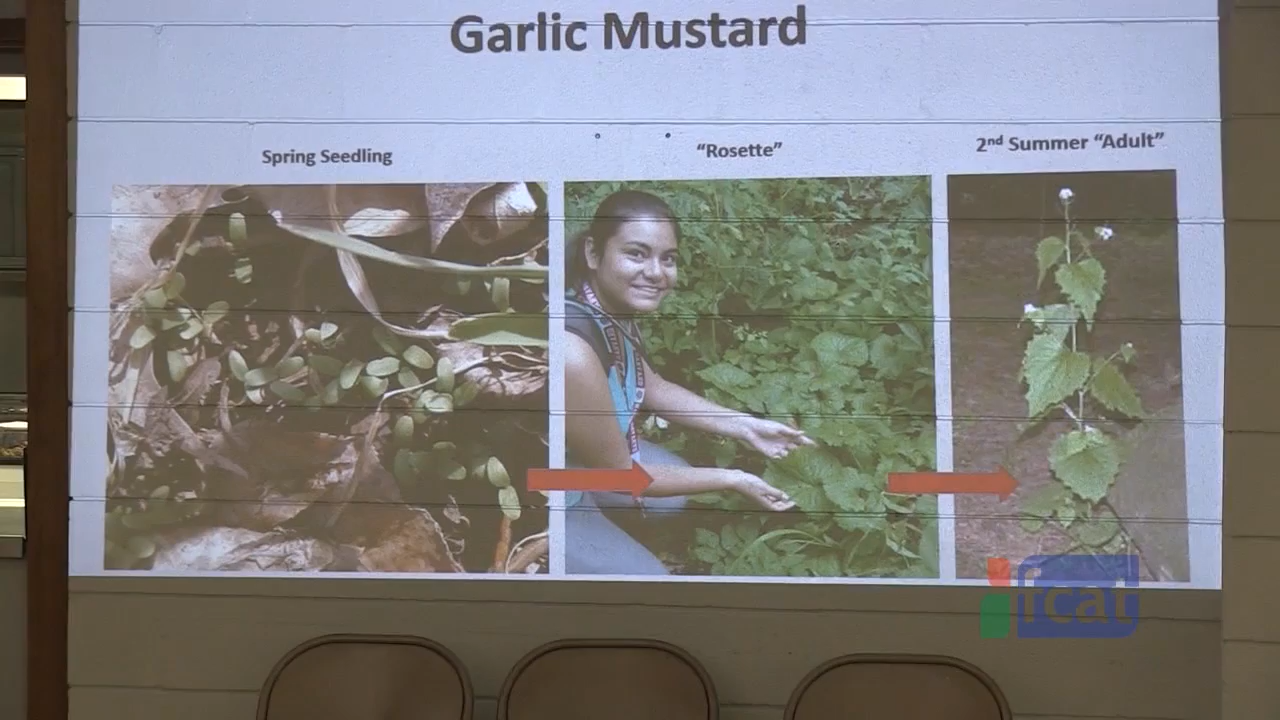 Garlic Mustard
Spring Seedling
“Rosette”
2nd Summer “Adult”
fcat